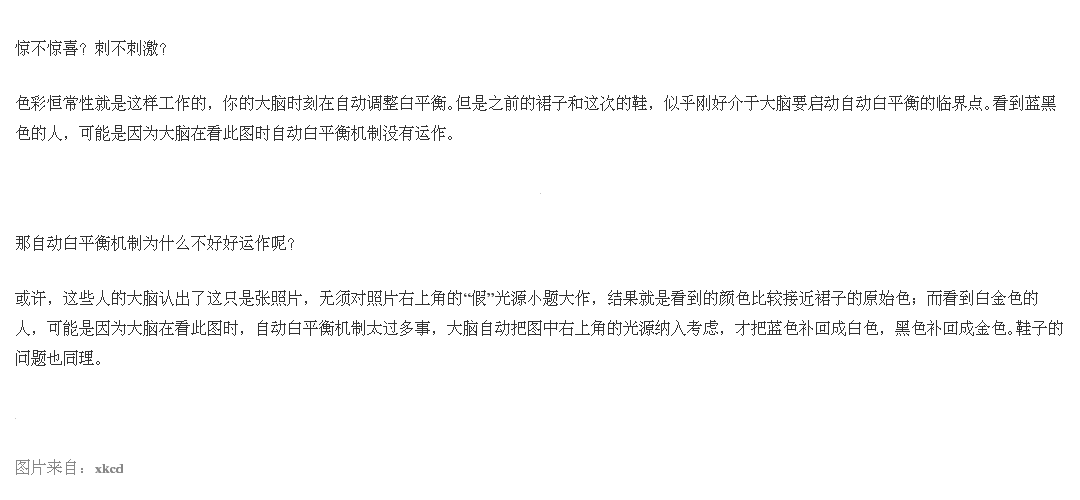 惊不惊喜？刺不刺激？
色彩恒常性就是这样工作的，你的大脑时刻在自动调整白平衡。但是之前的裙子和这次的鞋，似乎刚好介于大脑要启动自动白平衡的临界点。看到蓝黑
色的人，可能是因为大脑在看此图时自动白平衡机制没有运作。
那自动白平衡机制为什么不好好运作呢？
或许，这些人的大脑认出了这只是张照片，无须对照片右上角的“假”光源小题大作，结果就是看到的颜色比较接近裙子的原始色；而看到白金色的
人，可能是因为大脑在看此图时，自动白平衡机制太过多事，大脑自动把图中右上角的光源纳入考虑，才把蓝色补回成白色，黑色补回成金色。鞋子的
问题也同理。
图片来自：xkcd